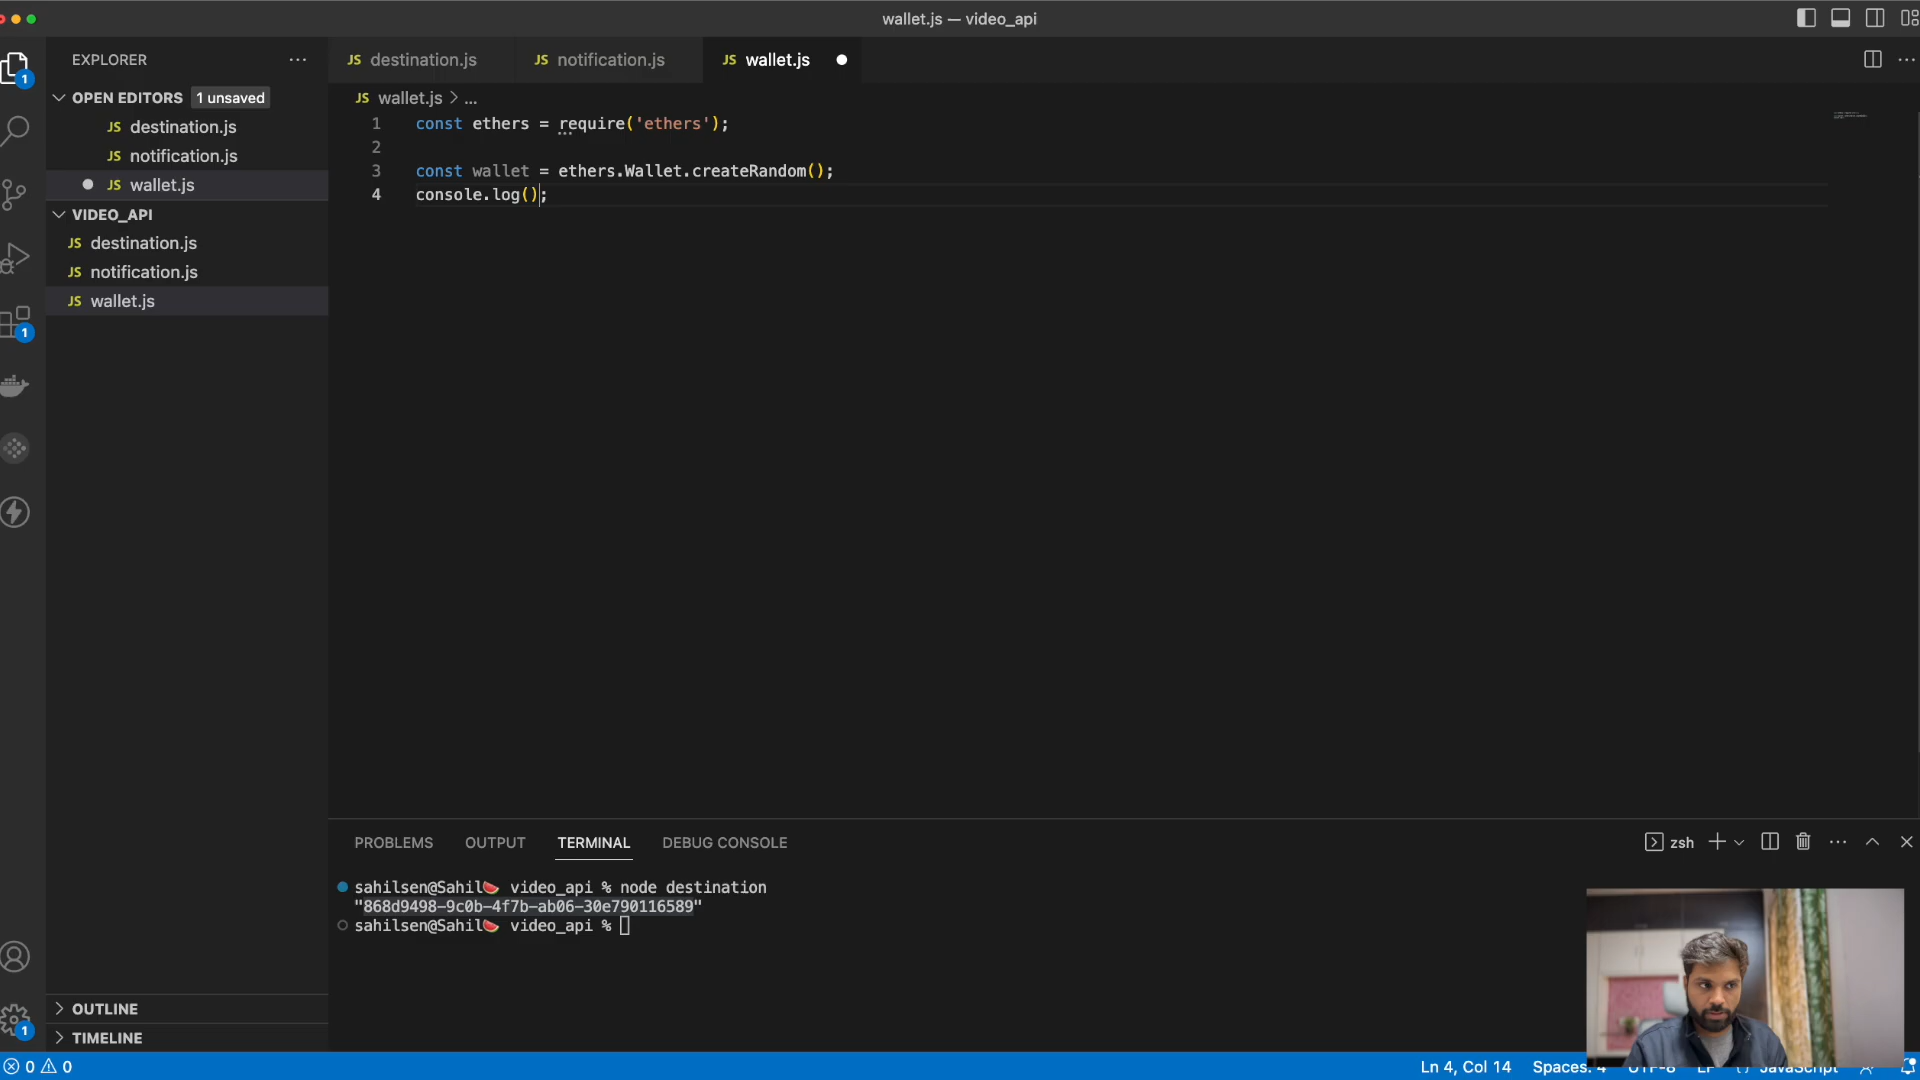 wallet.js — video_api
EXPLORER
OPEN EDITORS 1 unsaved
JS destination.js
JS notification.js
JS wallet.js
VIDEO_API
JS destination.js
JS notification.js
JS wallet.js
OUTLINE
TIMELINE
1
1
1
JS destination.js
JS notification.js
JS wallet.js
JS wallet.js > ...
1 const ethers = require('ethers');
2
3 const wallet = ethers.Wallet.createRandom();
4 console.log();
PROBLEMS OUTPUT TERMINAL DEBUG CONSOLE
zsh
sahilsen@Sahil🍉 video_api % node destination
"868d9498-9c0b-4f7b-ab06-30e790116589"
sahilsen@Sahil🍉 video_api %
0 0
Ln 4, Col 14 Spaces: 4 UTF-8 LF {} JavaScript